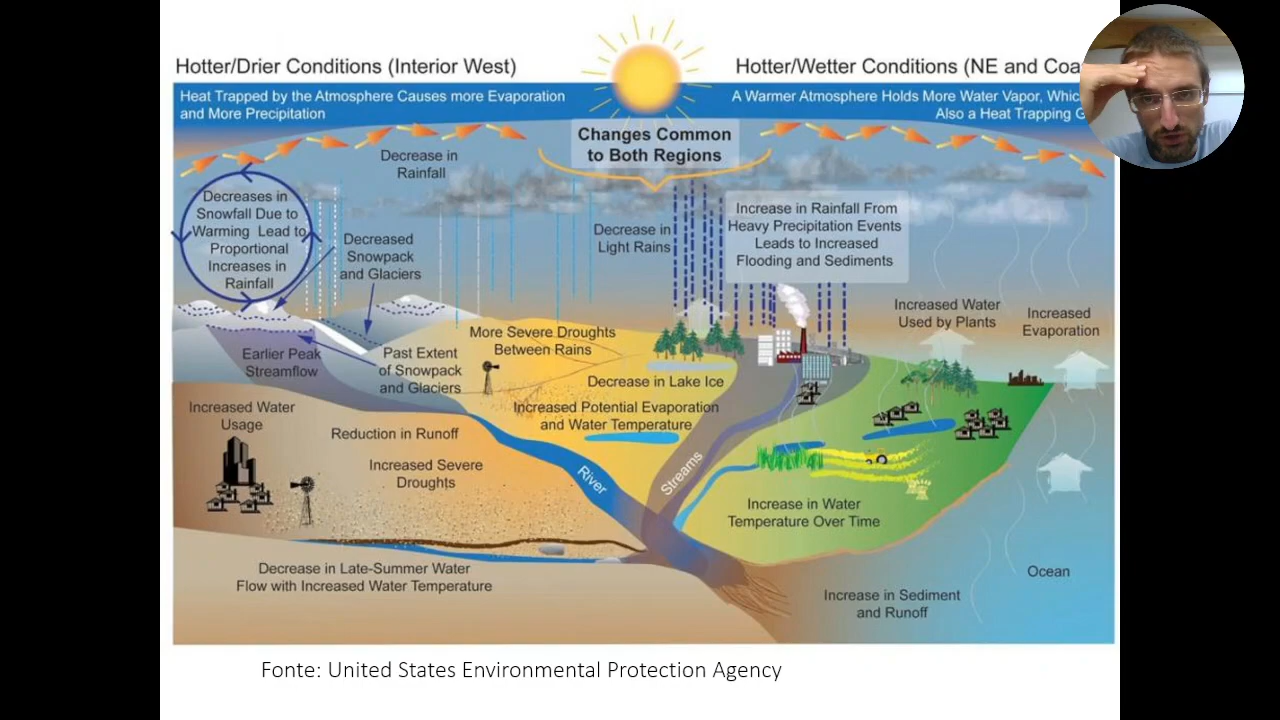 Hotter/Drier Conditions (Interior West)
Hotter/Wetter Conditions (NE and
Heat Trapped by the Atmosphere Causes more Evaporation
and More Precipitation
A Warmer Atmosphere Holds More Water Vapor,
Also a Heat Trapping
Changes Common
to Both Regions
Decrease in
Rainfall
Decreases in
Snowfall Due to
Warming Lead to
Proportional
Increases in
Rainfall
Decreased
Snowpack
and Glaciers
Decrease in
Light Rains
Increase in Rainfall From
Heavy Precipitation Events
Leads to Increased
Flooding and Sediments
Increased Water
Used by Plants
Increased
Evaporation
Earlier Peak
Streamflow
Past Extent
of Snowpack
and Glaciers
More Severe Droughts
Between Rains
Decrease in Lake Ice
Increased Potential Evaporation
and Water Temperature
Increased Water
Usage
Reduction in Runoff
Increased Severe
Droughts
River
Streams
Increase in Water
Temperature Over Time
Decrease in Late-Summer Water
Flow with Increased Water Temperature
Increase in Sediment
and Runoff
Ocean
Fonte: United States Environmental Protection Agency